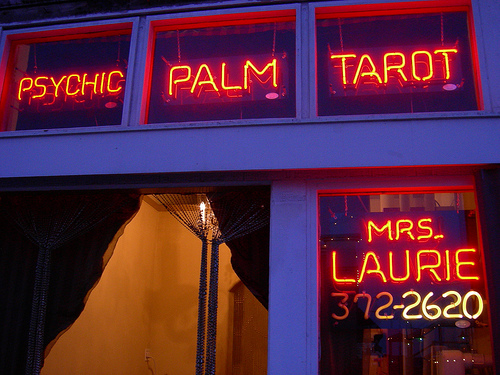 PSYCHIC PALM TAROT
MRS.
LAURIE
372-2620